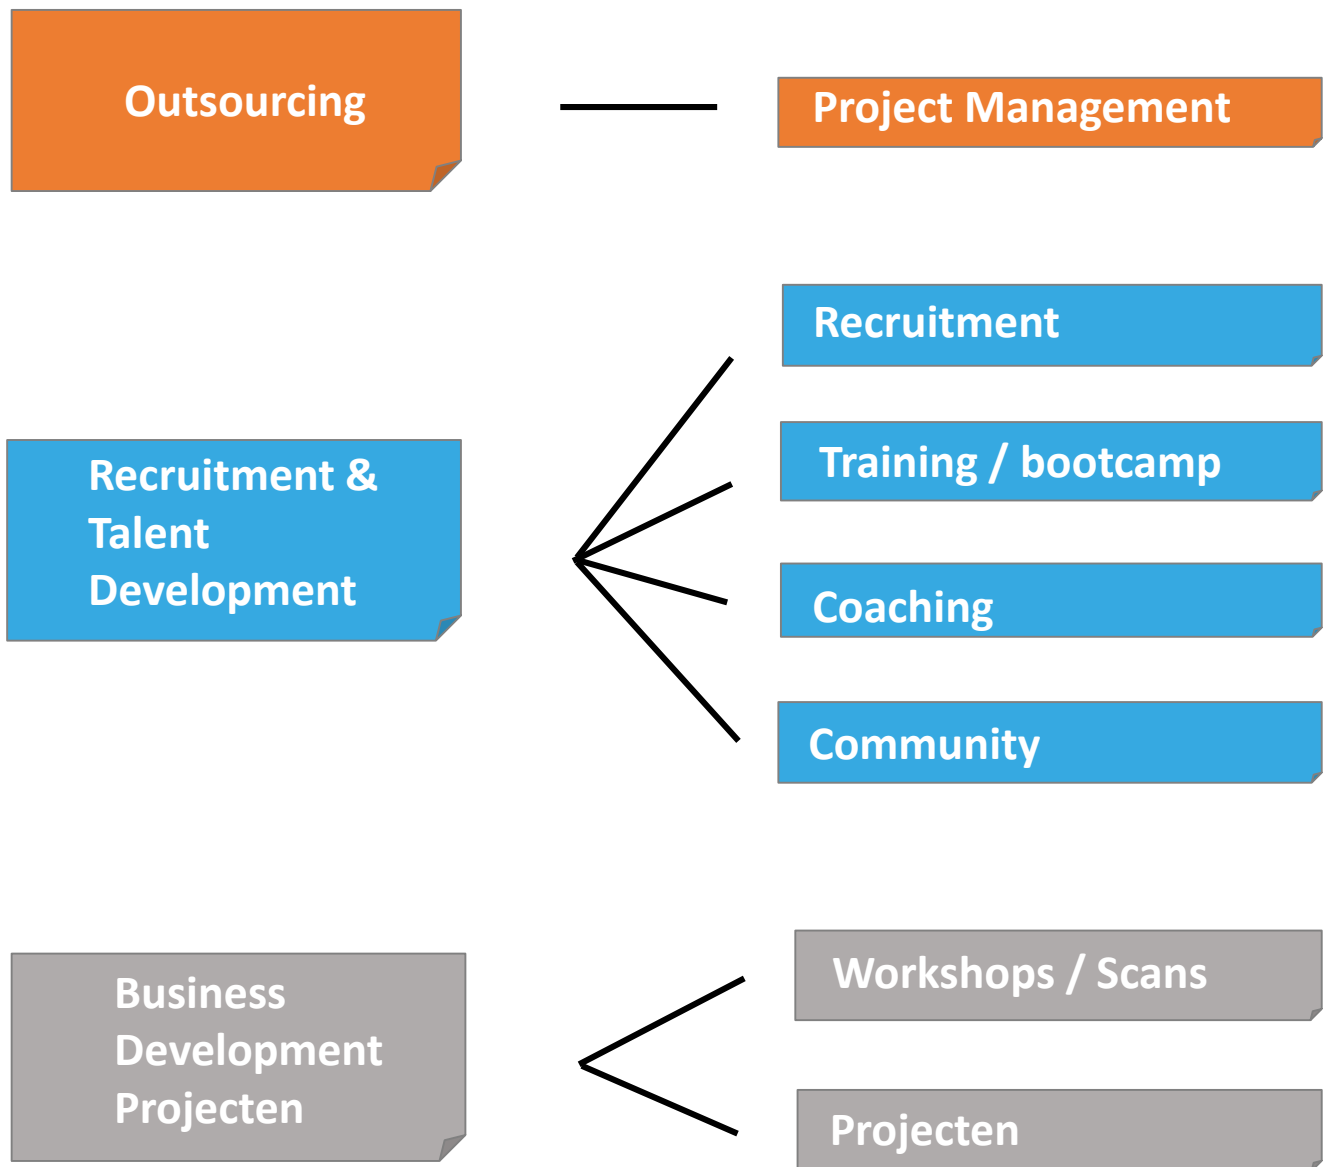 Outsourcing
Project Management
Recruitment &
Talent
Development
Recruitment
Training / bootcamp
Coaching
Community
Business
Development
Projecten
Workshops / Scans
Projecten